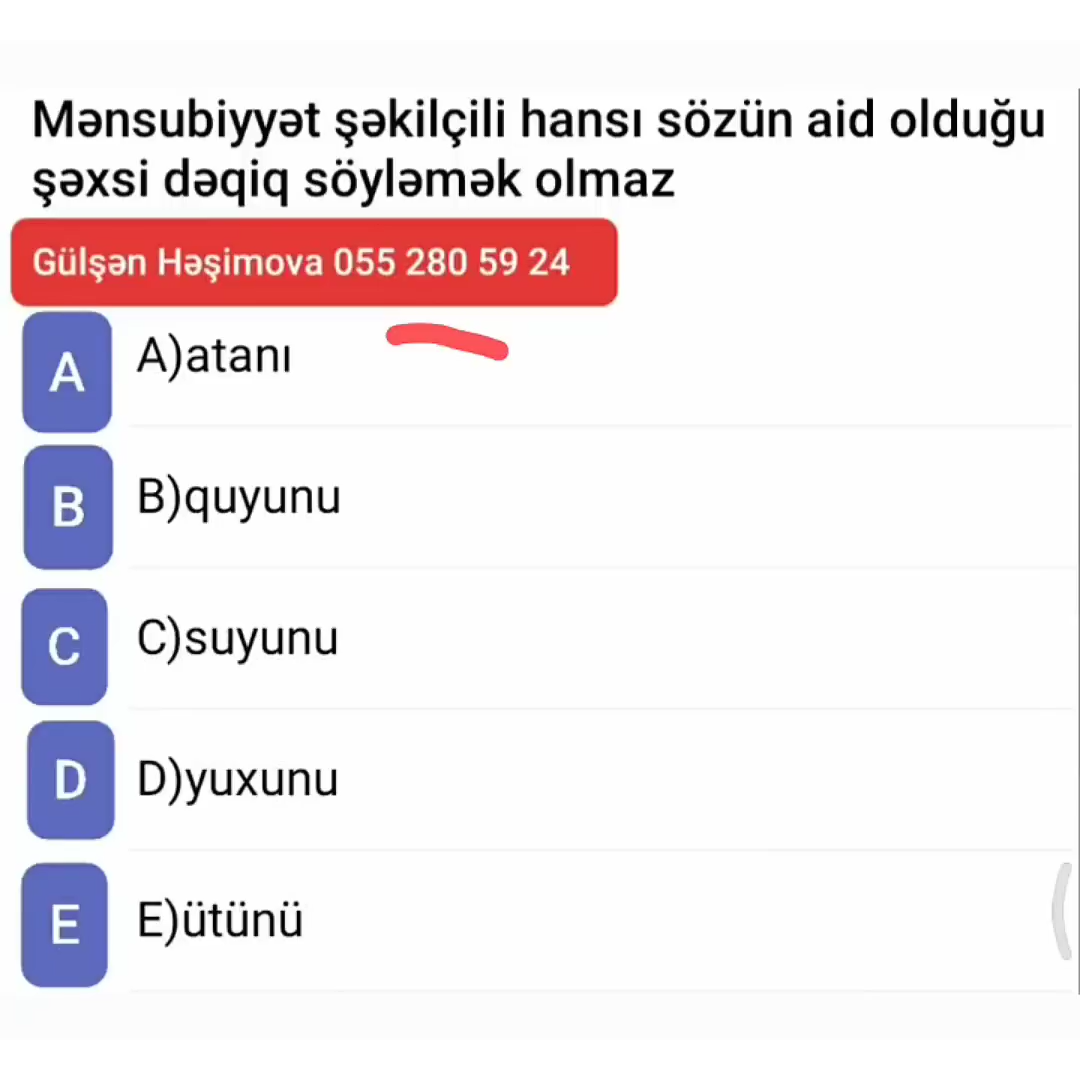 Mənsubiyyət şəkilçili hansı sözün aid olduğu
şəxsi dəqiq söyləmək olmaz
Gülşən Həşimova 055 280 59 24
A A)atanı
B B)quyunu
C C)suyunu
D D)yuxunu
E E)ütünü